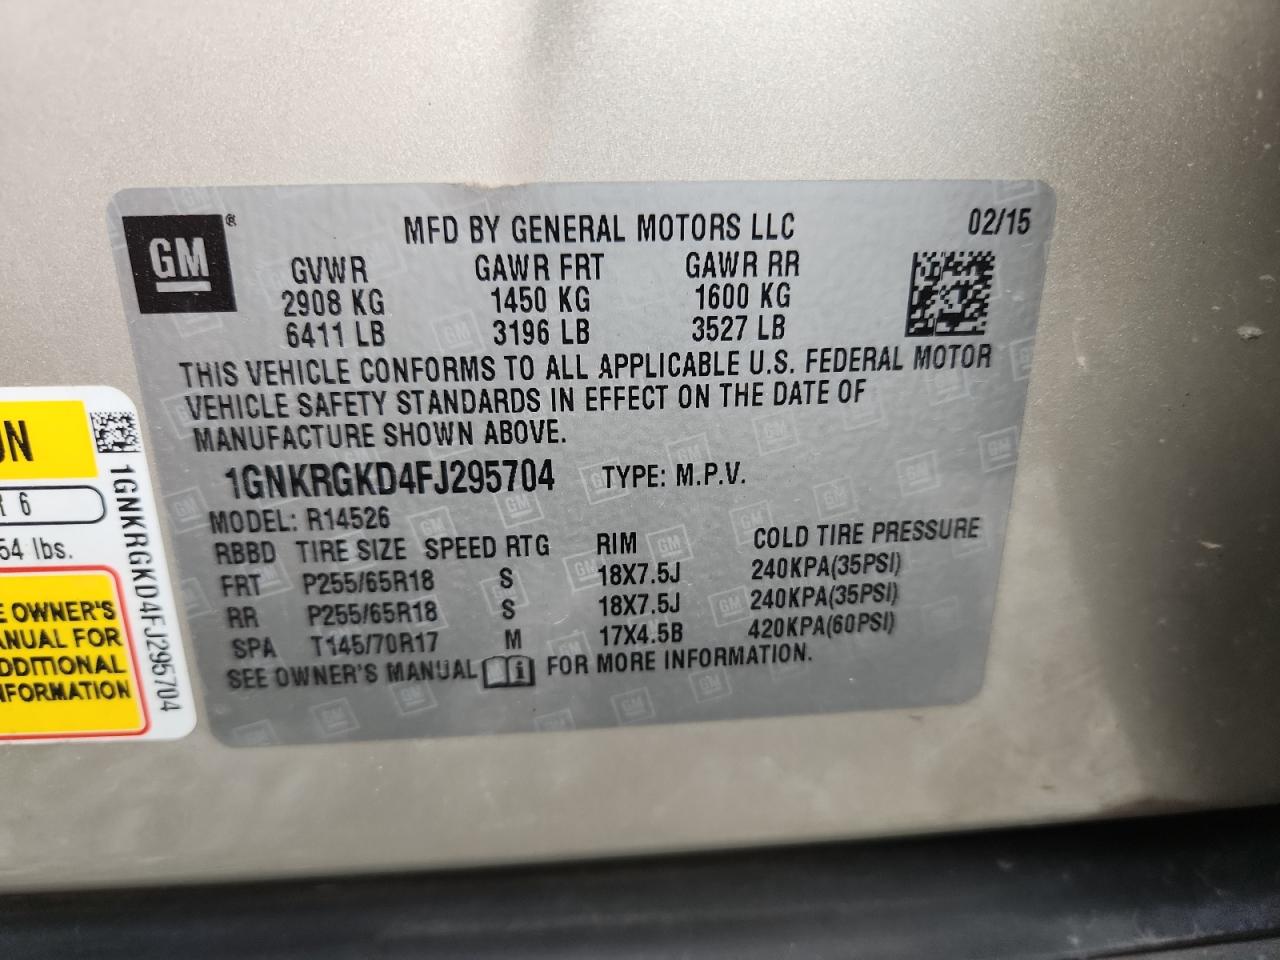 GM®
MFD BY GENERAL MOTORS LLC 02/15
GVWR GAWR FRT GAWR RR
2908 KG 1450 KG 1600 KG
6411 LB 3196 LB 3527 LB
THIS VEHICLE CONFORMS TO ALL APPLICABLE U.S. FEDERAL MOTOR
VEHICLE SAFETY STANDARDS IN EFFECT ON THE DATE OF
MANUFACTURE SHOWN ABOVE.
1GNKRGKD4FJ295704 TYPE: M.P.V.
MODEL: R14526
RBBD TIRE SIZE SPEED RTG RIM COLD TIRE PRESSURE
FRT P255/65R18 S 18X7.5J 240KPA(35PSI)
RR P255/65R18 S 18X7.5J 240KPA(35PSI)
SPA T145/70R17 M 17X4.5B 420KPA(60PSI)
SEE OWNER'S MANUAL i FOR MORE INFORMATION.
ON
R 6
54 lbs.
E OWNER'S
ANUAL FOR
DDITIONAL
NFORMATION
1GNKRGKD4FJ295704